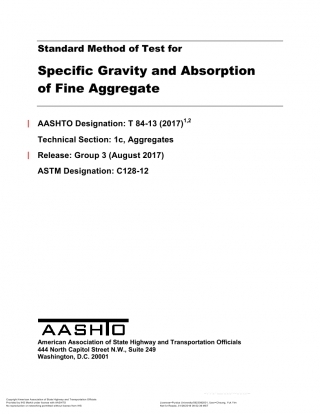 Standard Method of Test for
Specific Gravity and Absorption
of Fine Aggregate
AASHTO Designation: T 84-13 (2017)1,2
Technical Section: 1c, Aggregates
Release: Group 3 (August 2017)
ASTM Designation: C128-12
AASHTO
American Association of State Highway and Transportation Officials
444 North Capitol Street N.W., Suite 249
Washington, D.C. 20001